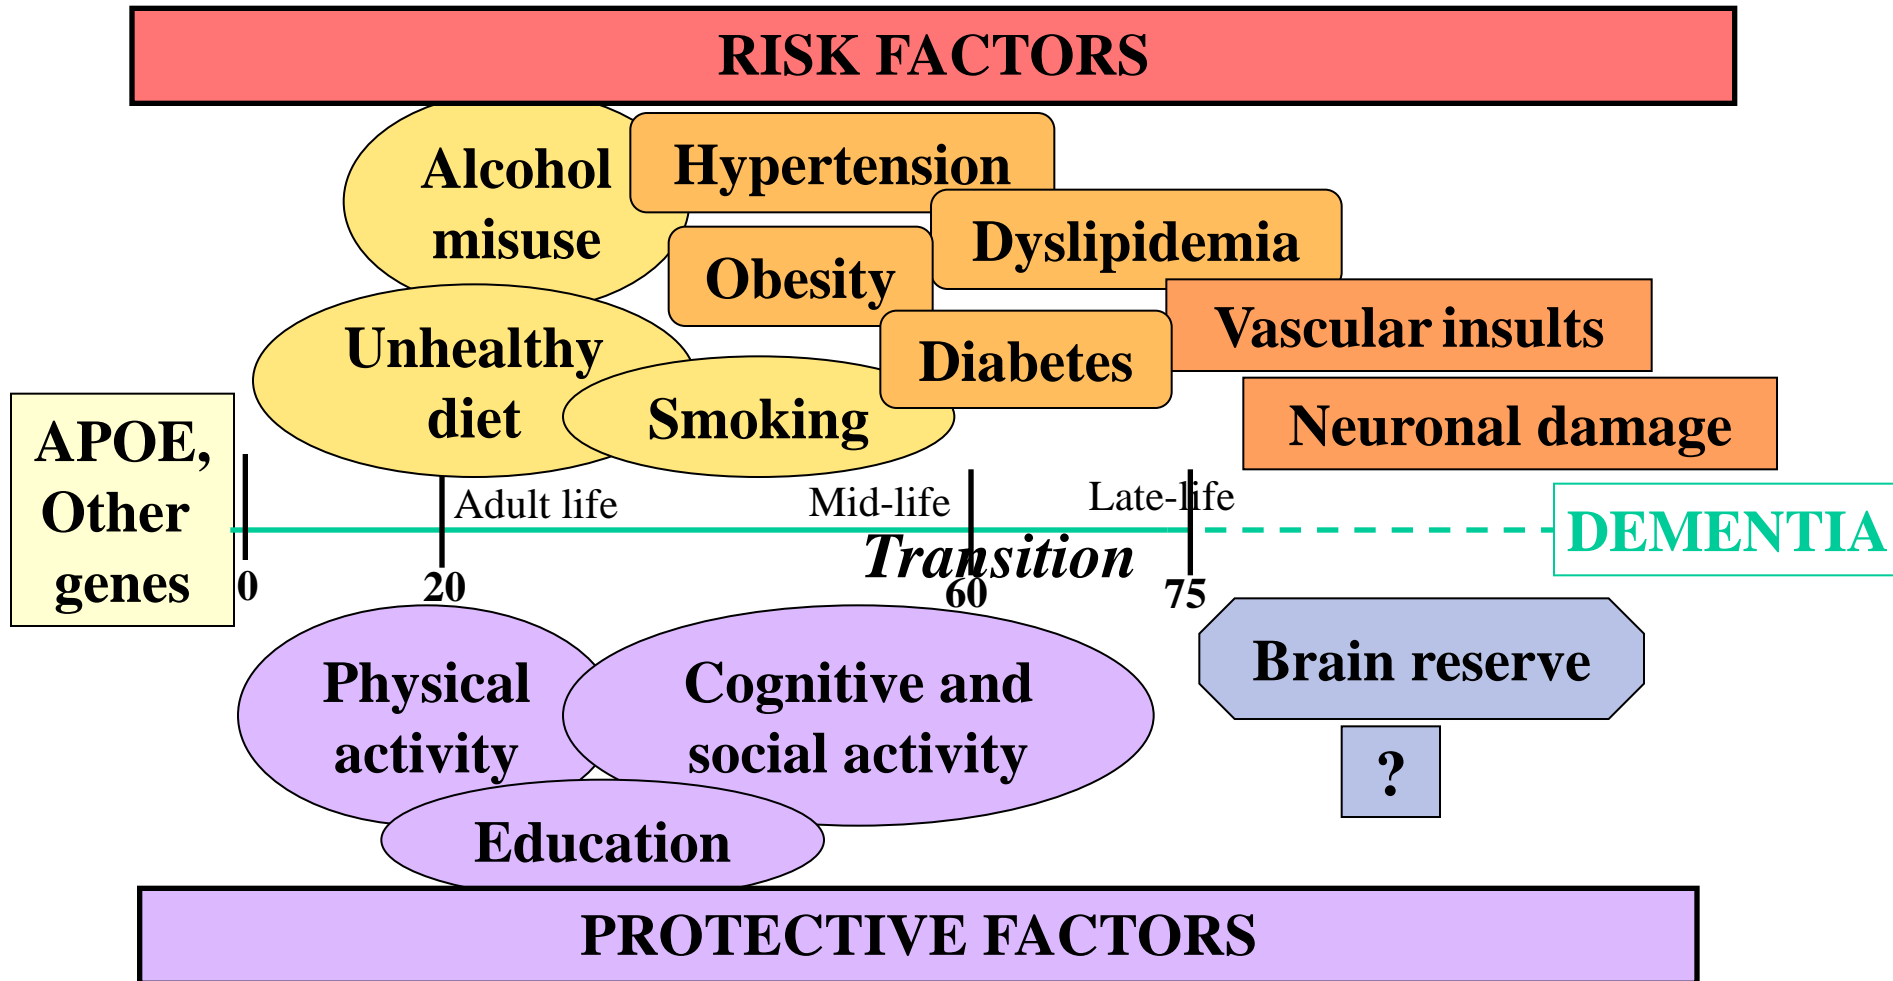 RISK FACTORS
Alcohol
misuse
Hypertension
Dyslipidemia
Obesity
Vascular insults
Unhealthy
diet
Diabetes
Smoking
Neuronal damage
APOE,
Other
genes
Adult life
Mid-life
Late-life
Transition
DEMENTIA
0
20
60
75
Physical
activity
Cognitive and
social activity
Brain reserve
?
Education
PROTECTIVE FACTORS